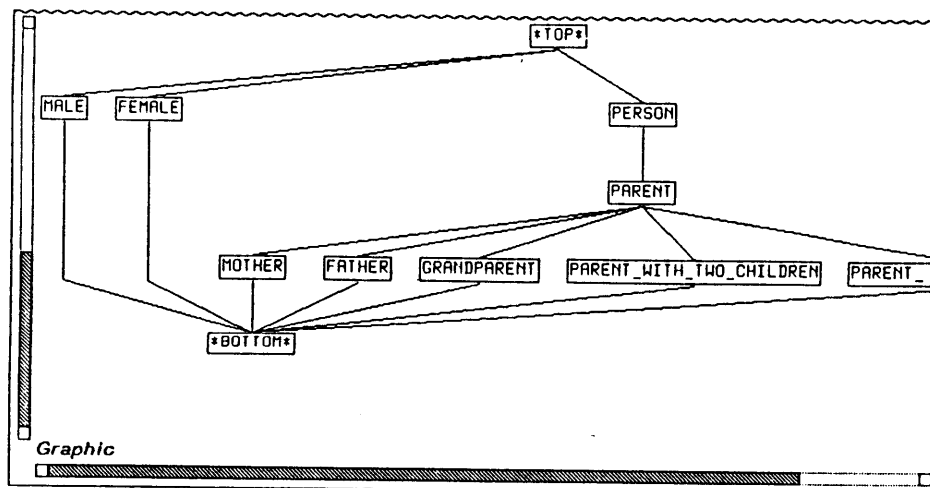 *TOP*
MALE FEMALE
PERSON
PARENT
MOTHER FATHER GRANDPARENT PARENT_WITH_TWO_CHILDREN PARENT_
*BOTTOM*
Graphic